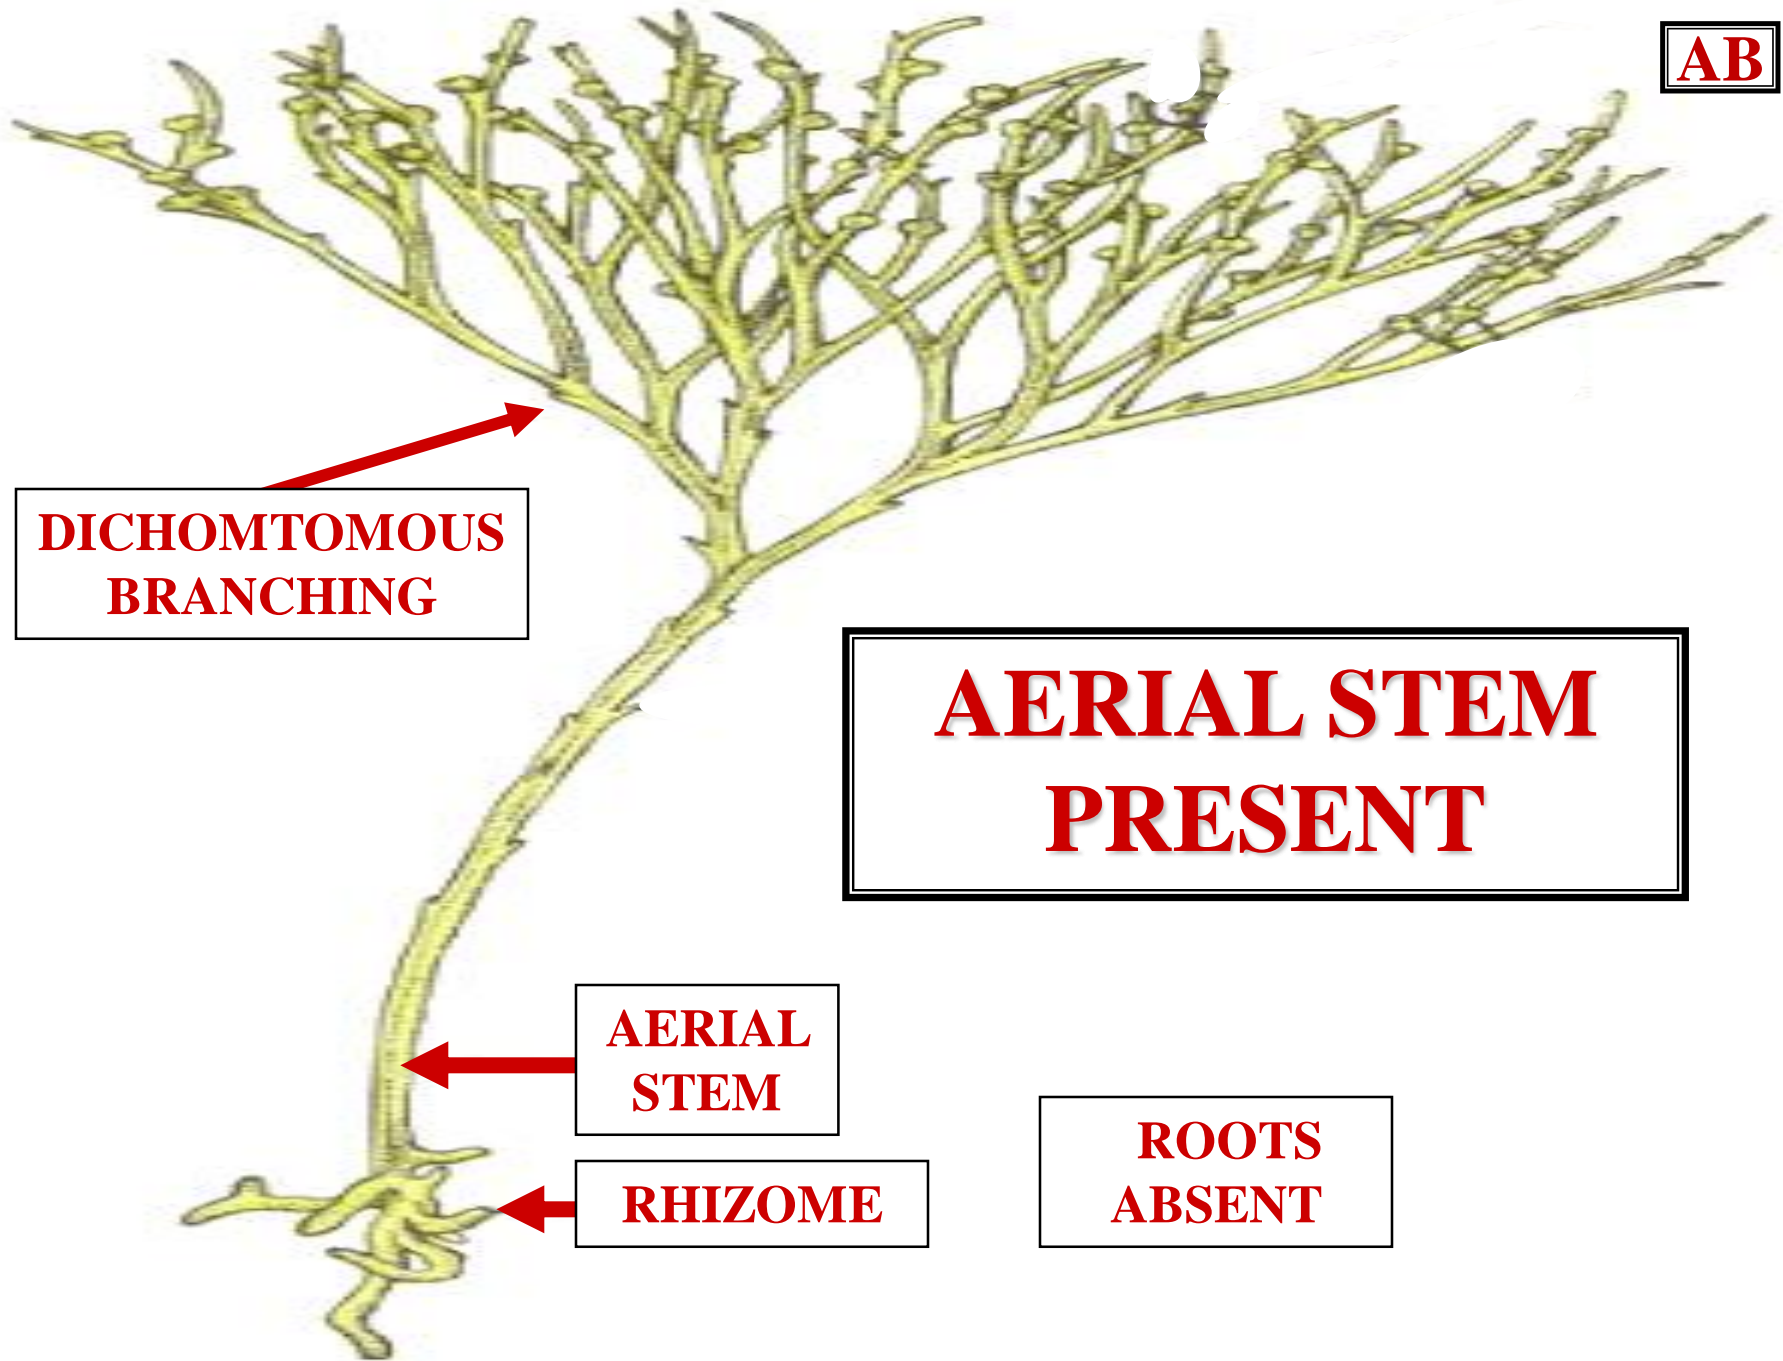 AB
DICHOMTOMOUS
BRANCHING
AERIAL STEM
PRESENT
AERIAL
STEM
ROOTS
ABSENT
RHIZOME